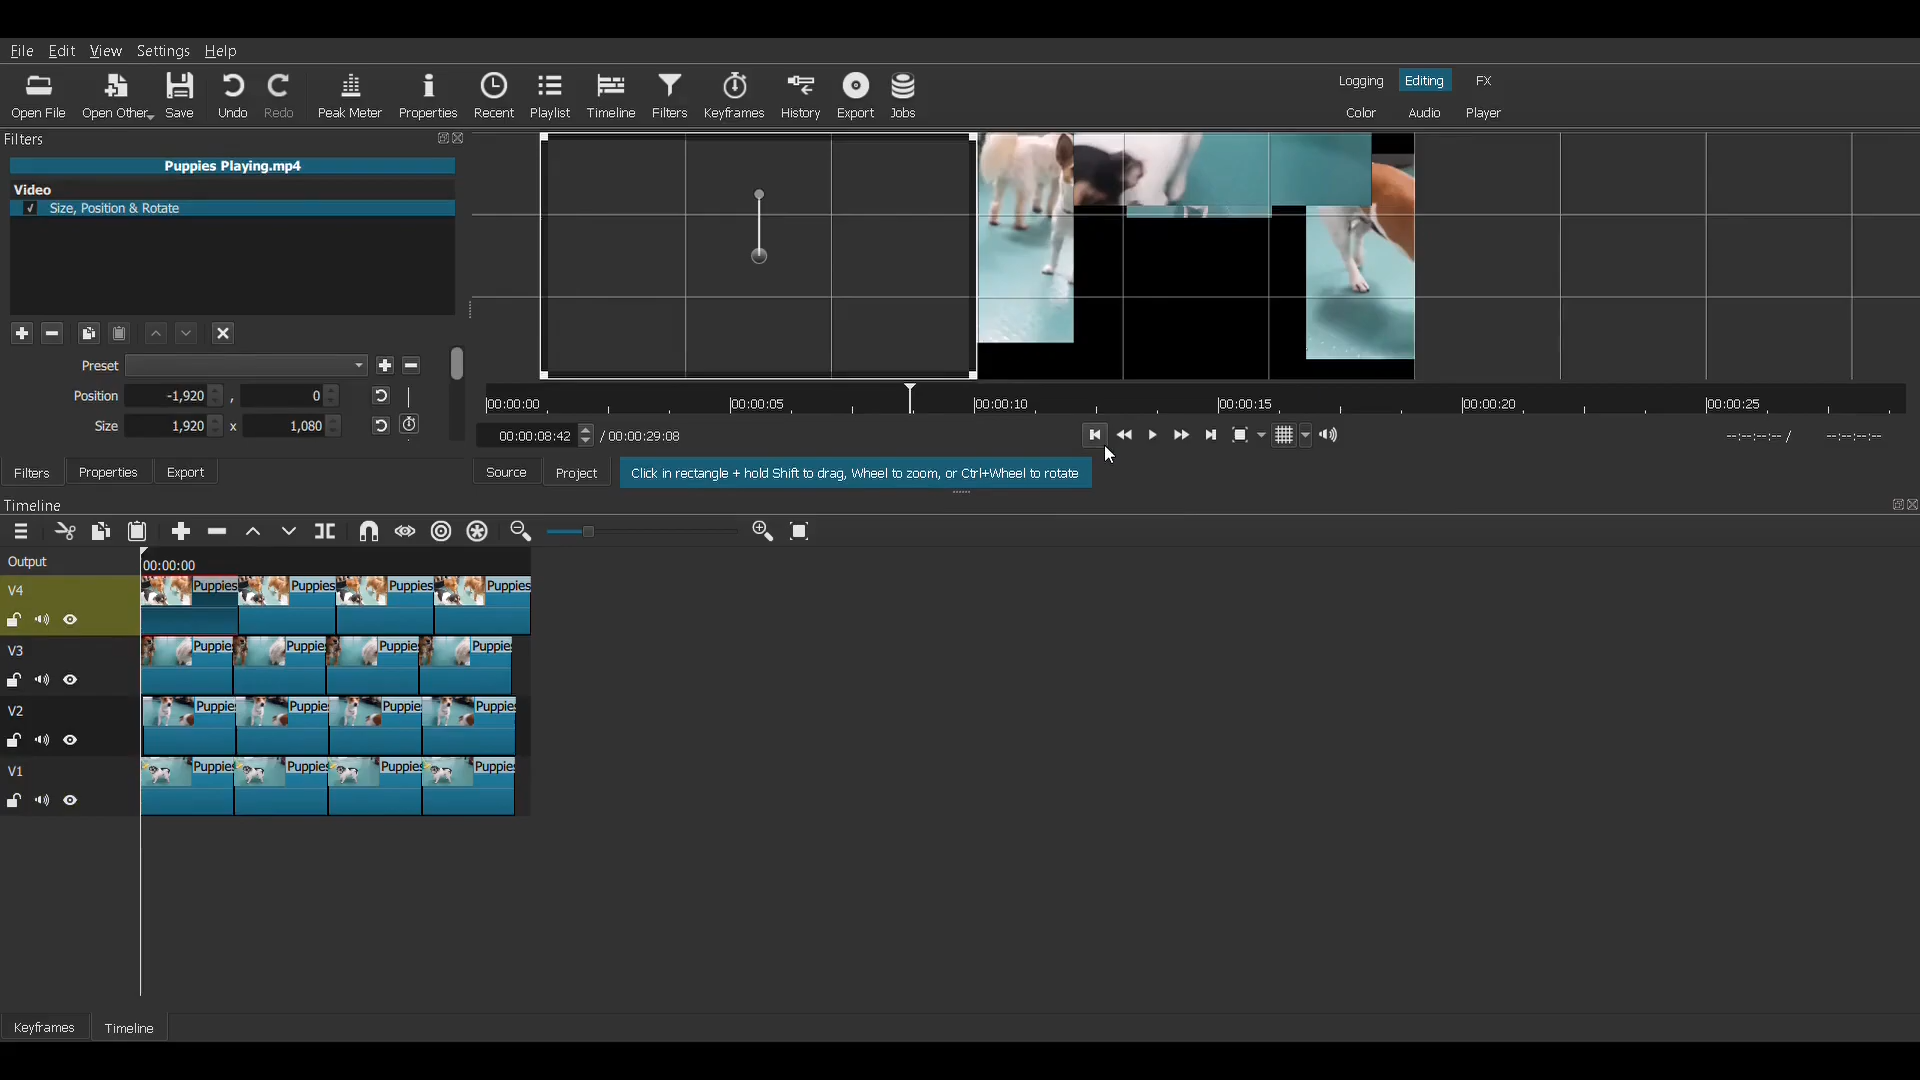 File Edit View Settings Help
Open File Open Other Save Undo Redo Peak Meter Properties Recent Playlist Timeline Filters Keyframes History Export Jobs
Logging Editing FX
Color Audio Player
Filters
Puppies Playing.mp4
Video
✓ Size, Position & Rotate
Preset
Position -1,920 , 0
Size 1,920 x 1,080
Filters Properties Export
00:00:00 00:00:05 00:00:10 00:00:15 00:00:20 00:00:25
00:00:08:42 / 00:00:29:08
--:--:--:-- / --:--:--:--
Source Project Click in rectangle + hold Shift to drag, Wheel to zoom, or Ctrl+Wheel to rotate
Timeline
Output
00:00:00
V4
Puppies Puppies Puppies Puppies
V3
Puppies Puppies Puppies Puppies
V2
Puppies Puppies Puppies Puppies
V1
Puppies Puppies Puppies Puppies
Keyframes Timeline